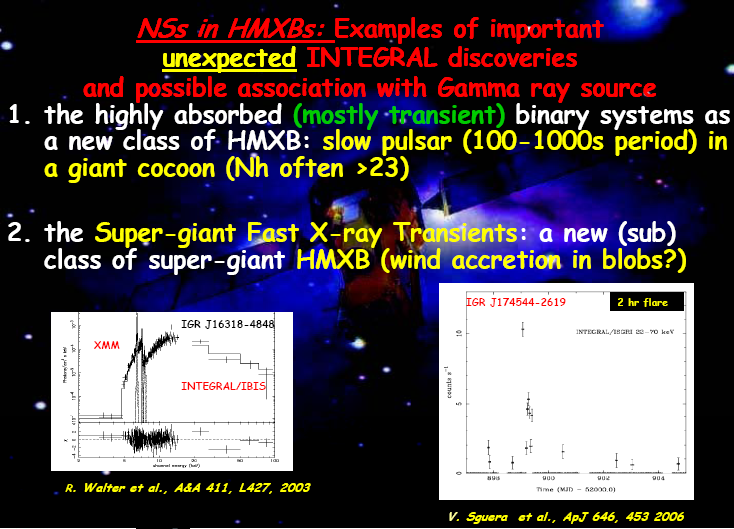 NSs in HMXBs: Examples of important
unexpected INTEGRAL discoveries
and possible association with Gamma ray source
1. the highly absorbed (mostly transient) binary systems as
a new class of HMXB: slow pulsar (100-1000s period) in
a giant cocoon (Nh often >23)
2. the Super-giant Fast X-ray Transients: a new (sub)
class of super-giant HMXB (wind accretion in blobs?)
IGR J16318-4848
XMM
INTEGRAL/IBIS
channel energy (keV)
R. Walter et al., A&A 411, L427, 2003
IGR J174544-2619
2 hr flare
INTEGRAL/ISGRI 22-70 keV
counts s⁻¹
10
5
0
898 900 902 904
Time (MJD - 52000.0)
V. Sguera et al., ApJ 646, 453 2006